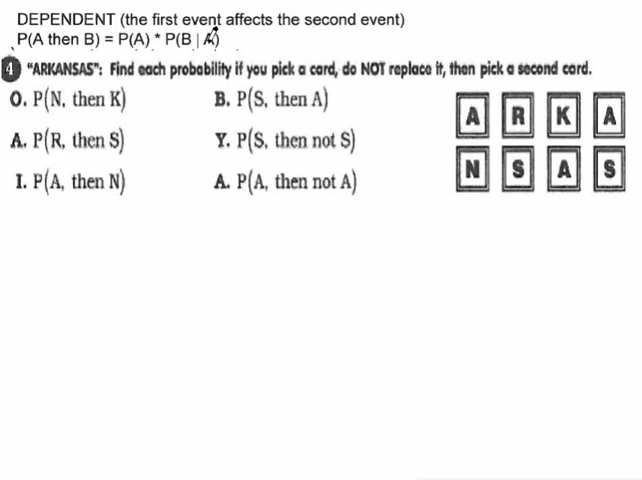 DEPENDENT (the first event affects the second event)
P(A then B) = P(A) * P(B | A)
4 "ARKANSAS": Find each probability if you pick a card, do NOT replace it, then pick a second card.
O. P(N, then K) B. P(S, then A)
A. P(R, then S) Y. P(S, then not S)
I. P(A, then N) A. P(A, then not A)
A R K A
N S A S